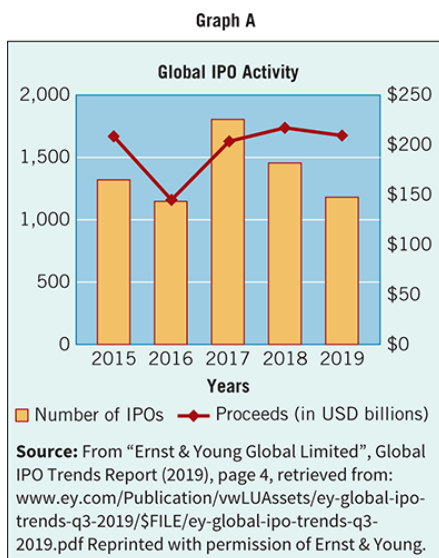 Graph A
Global IPO Activity
2,000
1,500
1,000
500
0
$250
$200
$150
$100
$50
$0
2015 2016 2017 2018 2019
Years
Number of IPOs Proceeds (in USD billions)
Source: From “Ernst & Young Global Limited”, Global
IPO Trends Report (2019), page 4, retrieved from:
www.ey.com/Publication/vwLUAssets/ey-global-ipo-
trends-q3-2019/$FILE/ey-global-ipo-trends-q3-
2019.pdf Reprinted with permission of Ernst & Young.